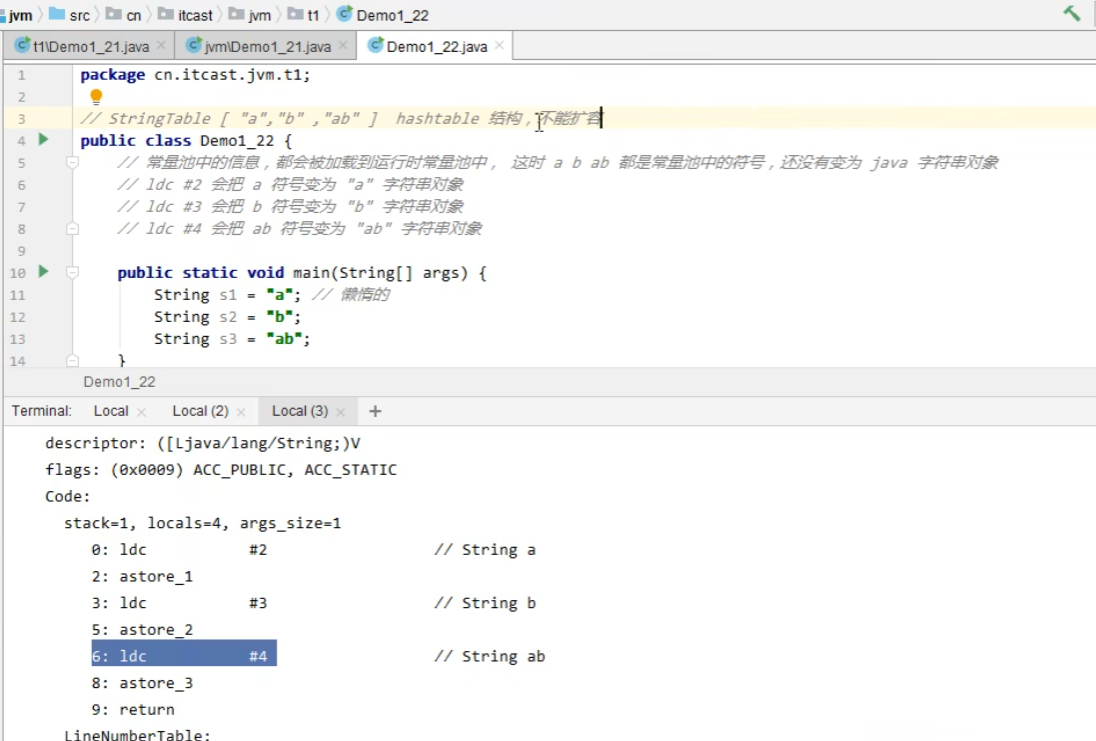 jvm src cn itcast jvm t1 Demo1_22
t1\Demo1_21.java jvm\Demo1_21.java Demo1_22.java
1 package cn.itcast.jvm.t1;
2
3 // StringTable [ "a","b" ,"ab" ]  hashtable 结构，不能扩容
4 public class Demo1_22 {
5 // 常量池中的信息，都会被加载到运行时常量池中， 这时 a b ab 都是常量池中的符号，还没有变为 java 字符串对象
6 // ldc #2 会把 a 符号变为 "a" 字符串对象
7 // ldc #3 会把 b 符号变为 "b" 字符串对象
8 // ldc #4 会把 ab 符号变为 "ab" 字符串对象
9
10 public static void main(String[] args) {
11 String s1 = "a"; // 懒惰的
12 String s2 = "b";
13 String s3 = "ab";
14 }
Demo1_22
Terminal: Local Local (2) Local (3) +
descriptor: ([Ljava/lang/String;)V
flags: (0x0009) ACC_PUBLIC, ACC_STATIC
Code:
stack=1, locals=4, args_size=1
0: ldc #2 // String a
2: astore_1
3: ldc #3 // String b
5: astore_2
6: ldc #4 // String ab
8: astore_3
9: return
LineNumberTable: